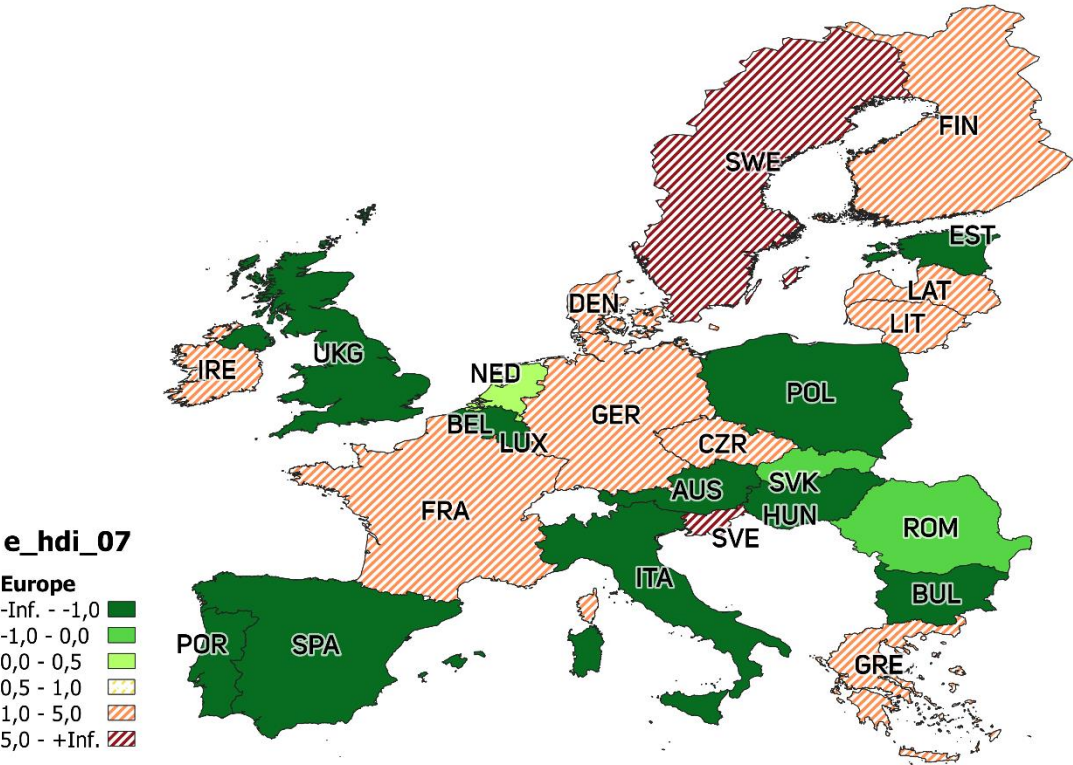 FIN
SWE
EST
LAT
DEN
LIT
UKG
IRE
NED
POL
GER
BEL
LUX
CZR
SVK
AUS
FRA
HUN
ROM
SVE
e_hdi_07
ITA
Europe
BUL
-Inf. - -1,0
-1,0 - 0,0
POR
SPA
0,0 - 0,5
GRE
0,5 - 1,0
1,0 - 5,0
5,0 - +Inf.